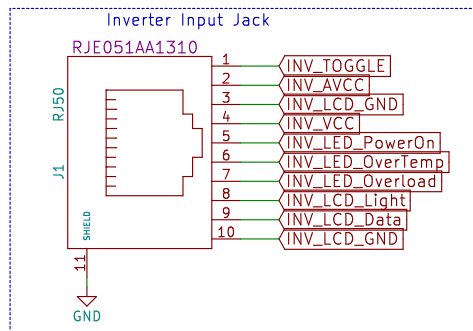 Inverter Input Jack
RJE051AA1310
RJ50
J1
SHIELD
1 INV_TOGGLE
2 INV_AVCC
3 INV_LCD_GND
4 INV_VCC
5 INV_LED_PowerOn
6 INV_LED_OverTemp
7 INV_LED_Overload
8 INV_LCD_Light
9 INV_LCD_Data
10 INV_LCD_GND
11
GND